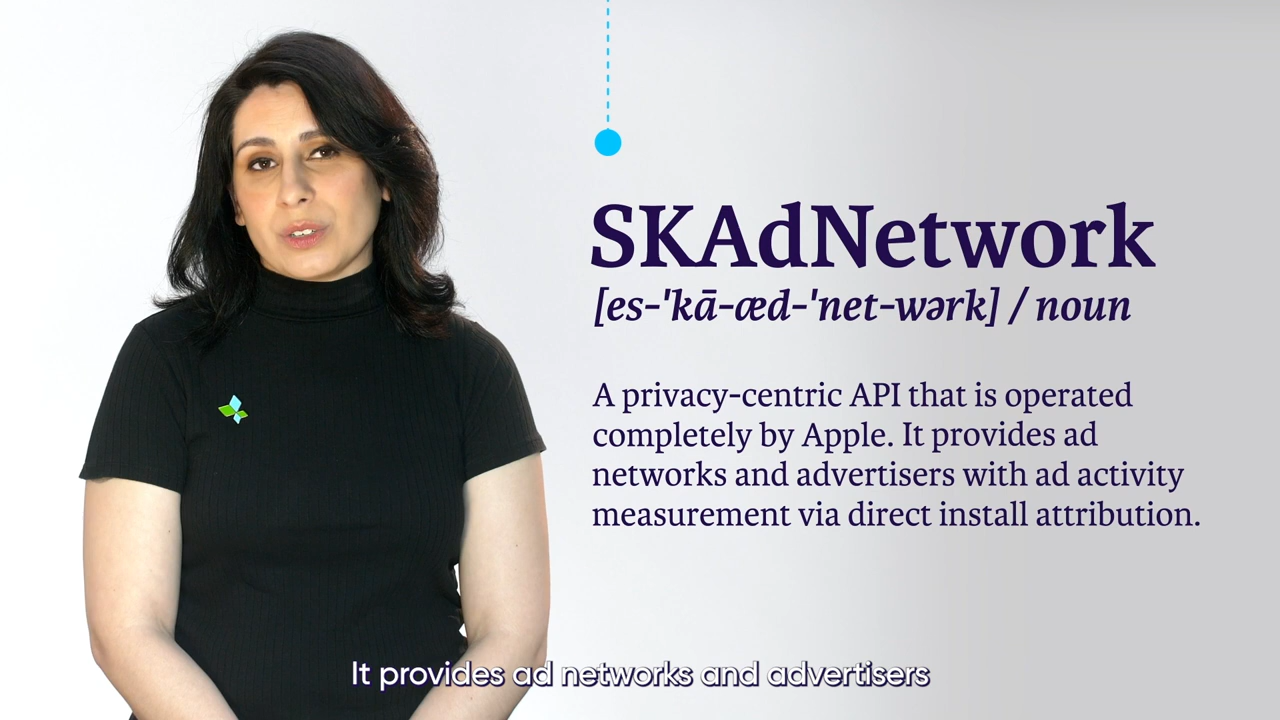 SKAdNetwork
[es-'kā-æd-'net-wərk] / noun
A privacy-centric API that is operated
completely by Apple. It provides ad
networks and advertisers with ad activity
measurement via direct install attribution.
It provides ad networks and advertisers